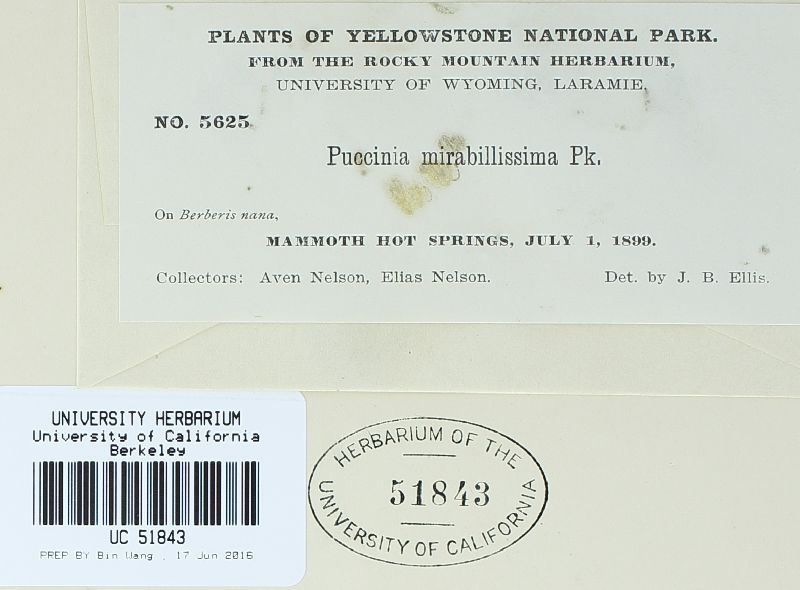 PLANTS OF YELLOWSTONE NATIONAL PARK.
FROM THE ROCKY MOUNTAIN HERBARIUM,
UNIVERSITY OF WYOMING, LARAMIE.
NO. 5625
Puccinia mirabillissima Pk.
On Berberis nana,
MAMMOTH HOT SPRINGS, JULY 1, 1899.
Collectors: Aven Nelson, Elias Nelson. Det. by J. B. Ellis.
UNIVERSITY HERBARIUM
University of California
Berkeley
UC 51843
PREP BY Bin Wang , 17 Jun 2016
HERBARIUM OF THE
51843
UNIVERSITY OF CALIFORNIA